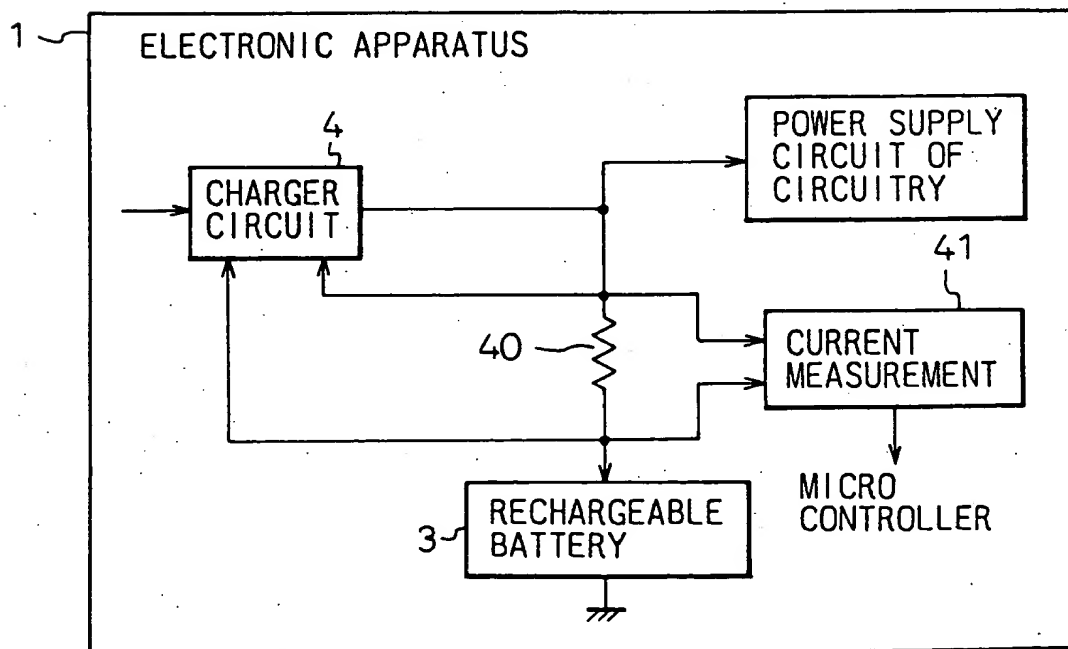 1
ELECTRONIC APPARATUS
4
CHARGER
CIRCUIT
POWER SUPPLY
CIRCUIT OF
CIRCUITRY
41
40
CURRENT
MEASUREMENT
3
RECHARGEABLE
BATTERY
MICRO
CONTROLLER